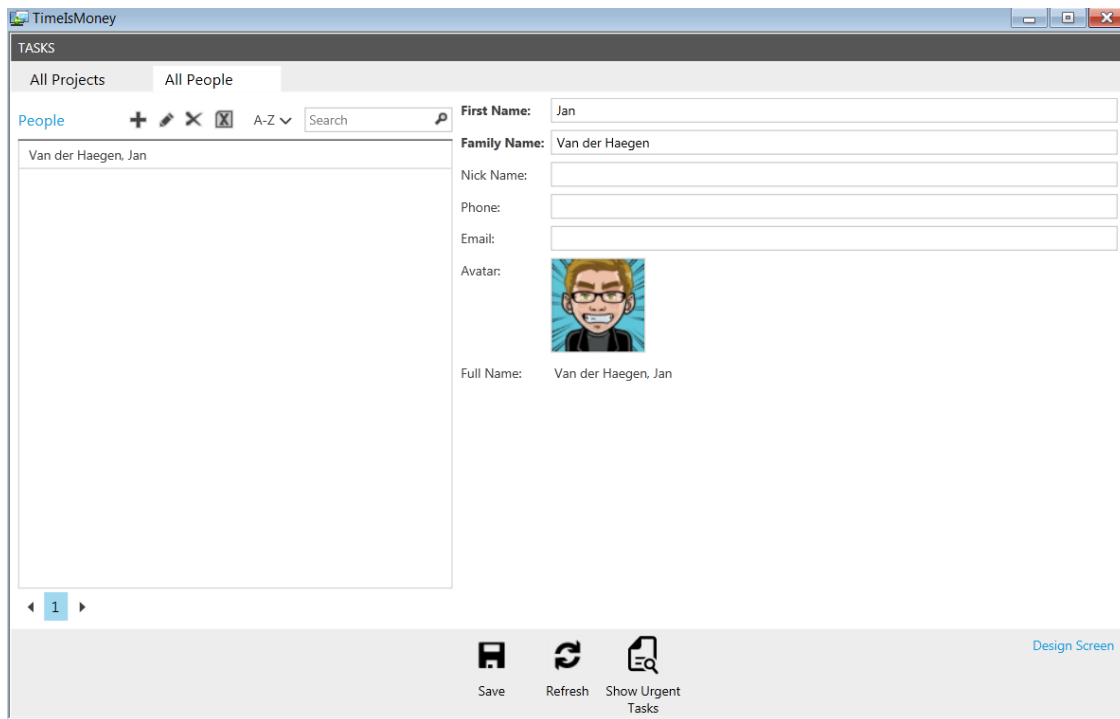 TimeIsMoney
TASKS
All Projects
All People
People
A-Z
Search
Van der Haegen, Jan
1
First Name: Jan
Family Name: Van der Haegen
Nick Name:
Phone:
Email:
Avatar:
Full Name: Van der Haegen, Jan
Save
Refresh
Show Urgent
Tasks
Design Screen